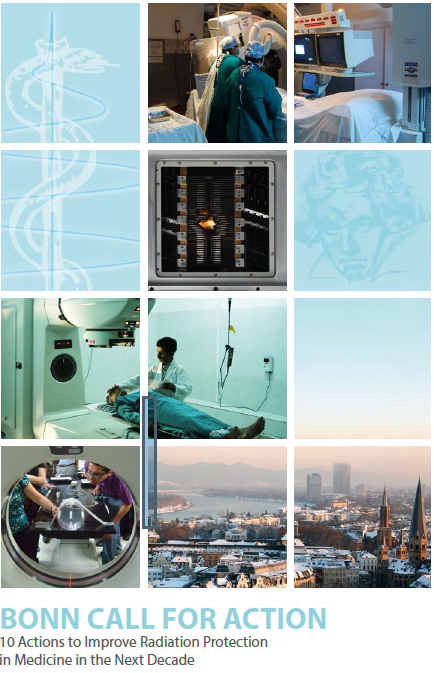 BONN CALL FOR ACTION
10 Actions to Improve Radiation Protection
in Medicine in the Next Decade